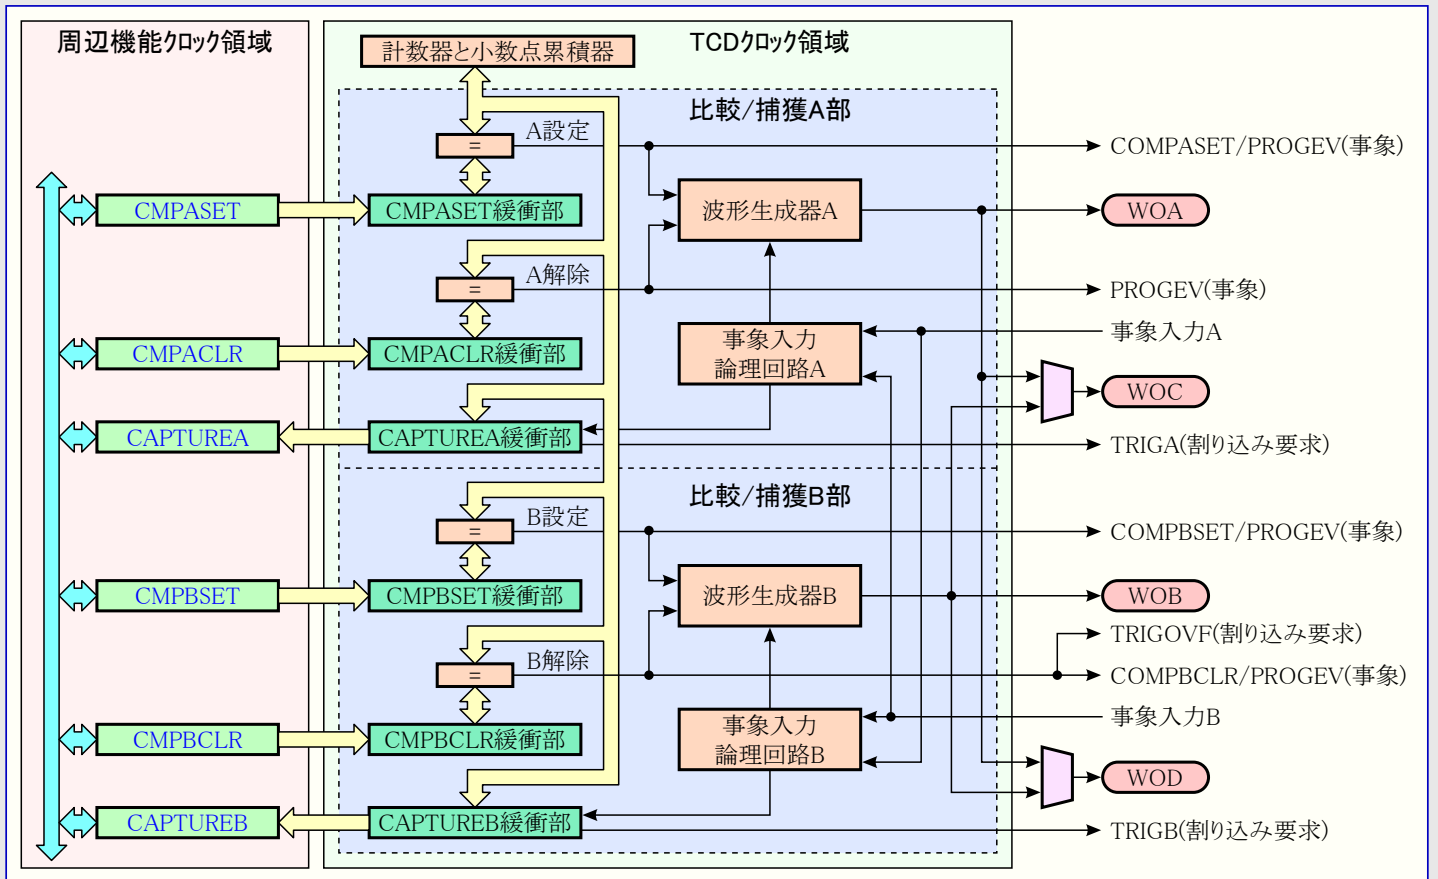 周辺機能クロック領域
TCDクロック領域
計数器と小数点累積器
比較/捕獲A部
=
A設定
COMPASET/PROGEV(事象)
CMPASET
CMPASET緩衝部
波形生成器A
WOA
=
A解除
PROGEV(事象)
事象入力A
CMPACLR
CMPACLR緩衝部
事象入力
論理回路A
WOC
CAPTUREA
CAPTUREA緩衝部
TRIGA(割り込み要求)
比較/捕獲B部
=
B設定
COMPBSET/PROGEV(事象)
CMPBSET
CMPBSET緩衝部
波形生成器B
WOB
TRIGOVF(割り込み要求)
=
B解除
COMPBCLR/PROGEV(事象)
事象入力B
CMPBCLR
CMPBCLR緩衝部
事象入力
論理回路B
WOD
CAPTUREB
CAPTUREB緩衝部
TRIGB(割り込み要求)